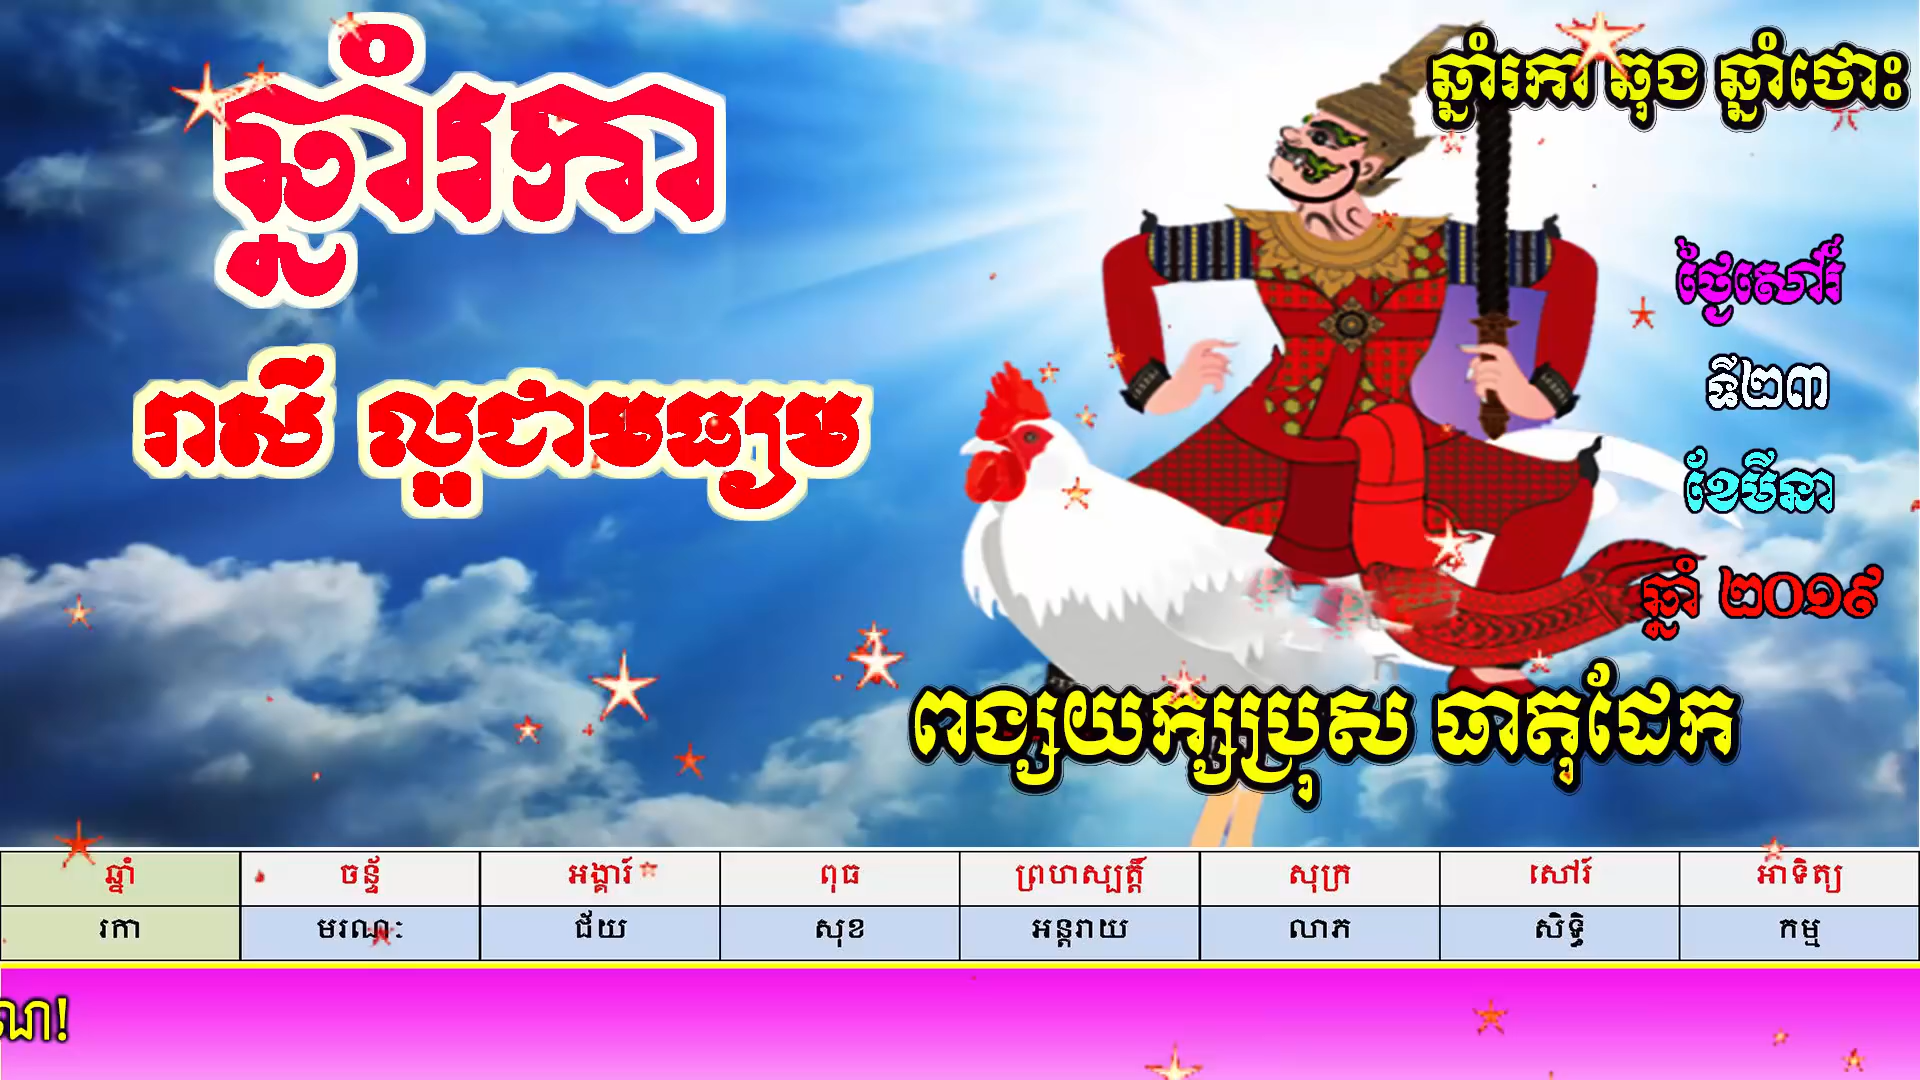 ឆ្នាំរកា
រាសី ល្អជាមធ្យម
ឆ្នាំរកា ឆុង ឆ្នាំថោះ
ថ្ងៃសៅរ៍
ទី២៣
ខែមីនា
ឆ្នាំ ២០១៩
ពង្សយក្សប្រុស ធាតុដែក
ឆ្នាំ ចន្ទ័ អង្គារ៍ ពុធ ព្រហស្បត្តិ៍ សុក្រ សៅរ៍ អាទិត្យ
រកា មរណៈ ជ័យ សុខ អន្តរាយ លាភ សិទ្ធិ កម្ម